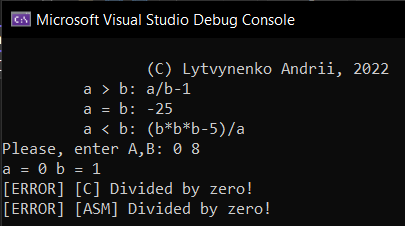 Microsoft Visual Studio Debug Console
(C) Lytvynenko Andrii, 2022
a > b: a/b-1
a = b: -25
a < b: (b*b*b-5)/a
Please, enter A,B: 0 8
a = 0 b = 1
[ERROR] [C] Divided by zero!
[ERROR] [ASM] Divided by zero!